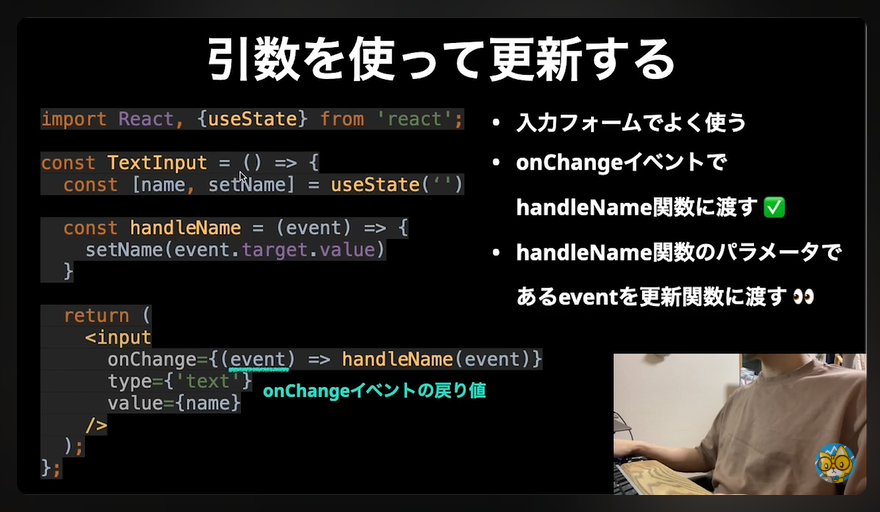 引数を使って更新する
import React, {useState} from 'react';
const TextInput = () => {
const [name, setName] = useState('')
const handleName = (event) => {
setName(event.target.value)
}
return (
<input
onChange={(event) => handleName(event)}
type={'text'}
value={name}
/>
);
};
onChangeイベントの戻り値
• 入力フォームでよく使う
• onChangeイベントで
handleName関数に渡す ✅
• handleName関数のパラメータで
あるeventを更新関数に渡す 👀